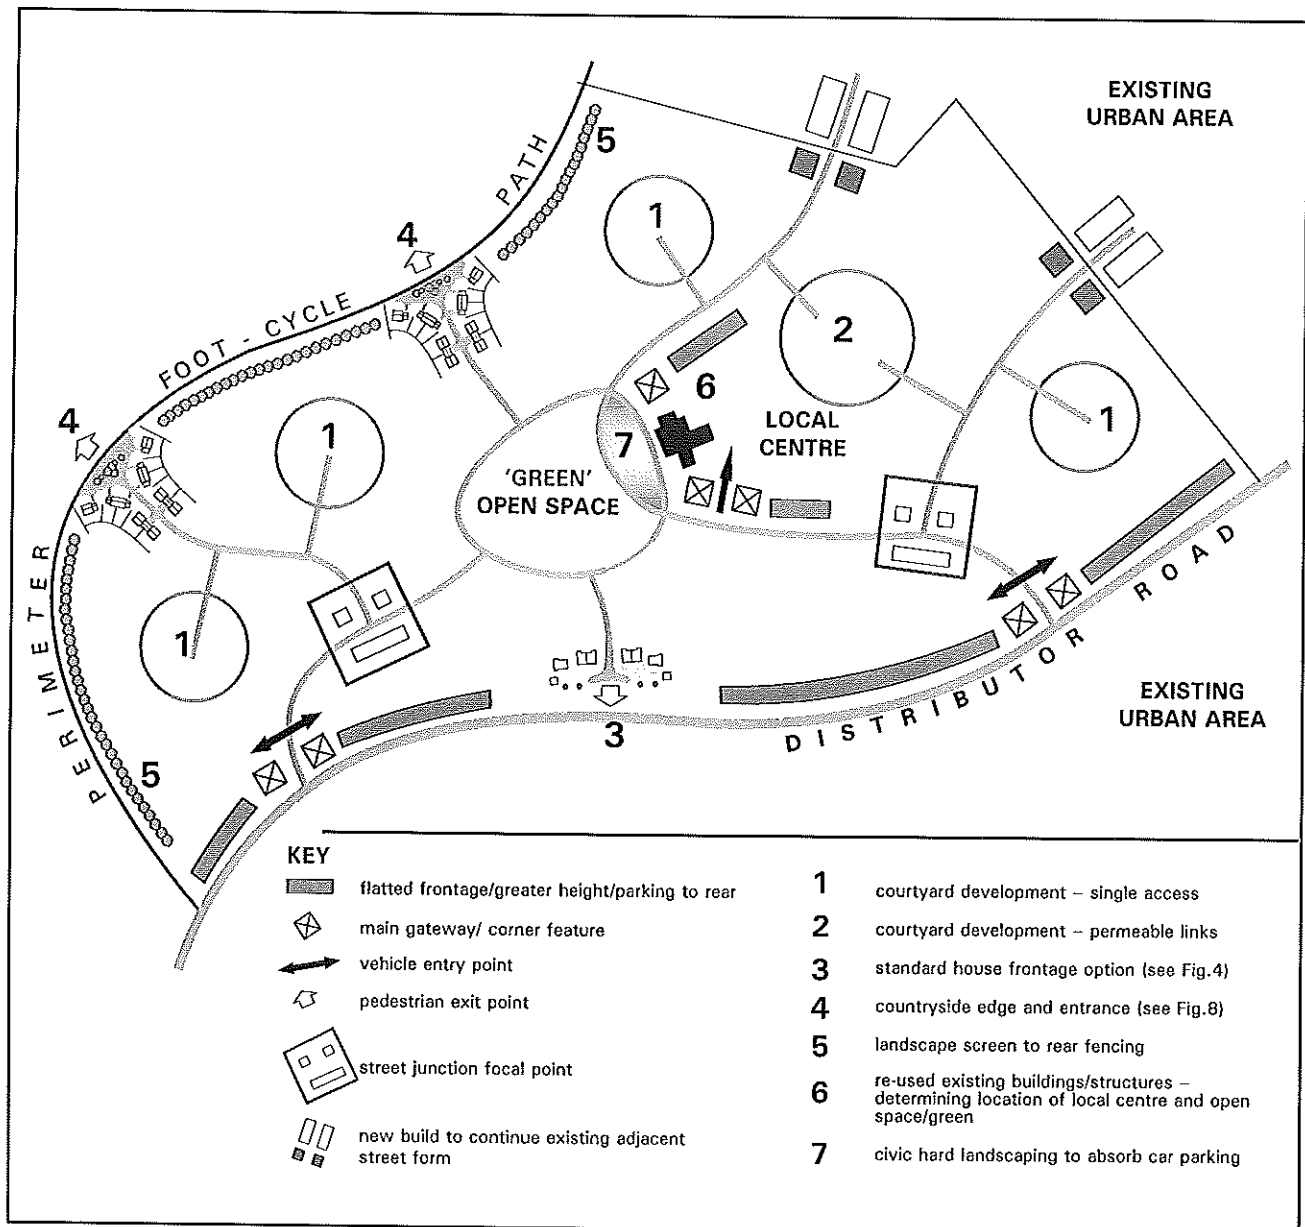 EXISTING
URBAN AREA
5
PATH
1
4
2
FOOT - CYCLE
6
4
1
7
LOCAL
CENTRE
1
'GREEN'
OPEN SPACE
PERIMETER
1
DISTRIBUTOR ROAD
EXISTING
URBAN AREA
3
5
KEY
flatted frontage/greater height/parking to rear
main gateway/ corner feature
vehicle entry point
pedestrian exit point
street junction focal point
new build to continue existing adjacent
street form
1 courtyard development – single access
2 courtyard development – permeable links
3 standard house frontage option (see Fig.4)
4 countryside edge and entrance (see Fig.8)
5 landscape screen to rear fencing
6 re-used existing buildings/structures –
determining location of local centre and open
space/green
7 civic hard landscaping to absorb car parking